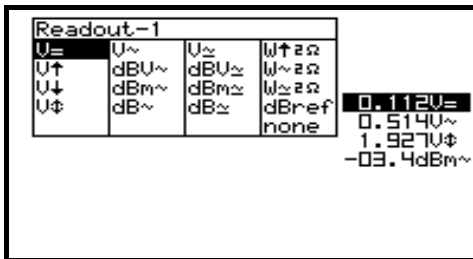 Readout-1
V= V~ V≃ W↑2Ω
V↑ dBV~ dBV≃ W~2Ω
V↓ dBm~ dBm≃ W≃2Ω
V⇕ dB~ dB≃ dBref
none
0.112V=
0.514V~
1.927V⇕
-03.4dBm~